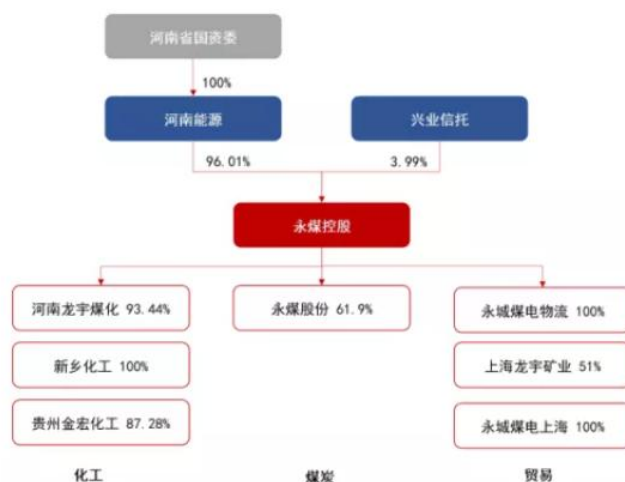 河南省国资委
100%
河南能源
兴业信托
96.01%
3.99%
永煤控股
河南龙宇煤化 93.44%
永煤股份 61.9%
永城煤电物流 100%
新乡化工 100%
上海龙宇矿业 51%
贵州金宏化工 87.28%
永城煤电上海 100%
化工
煤炭
贸易